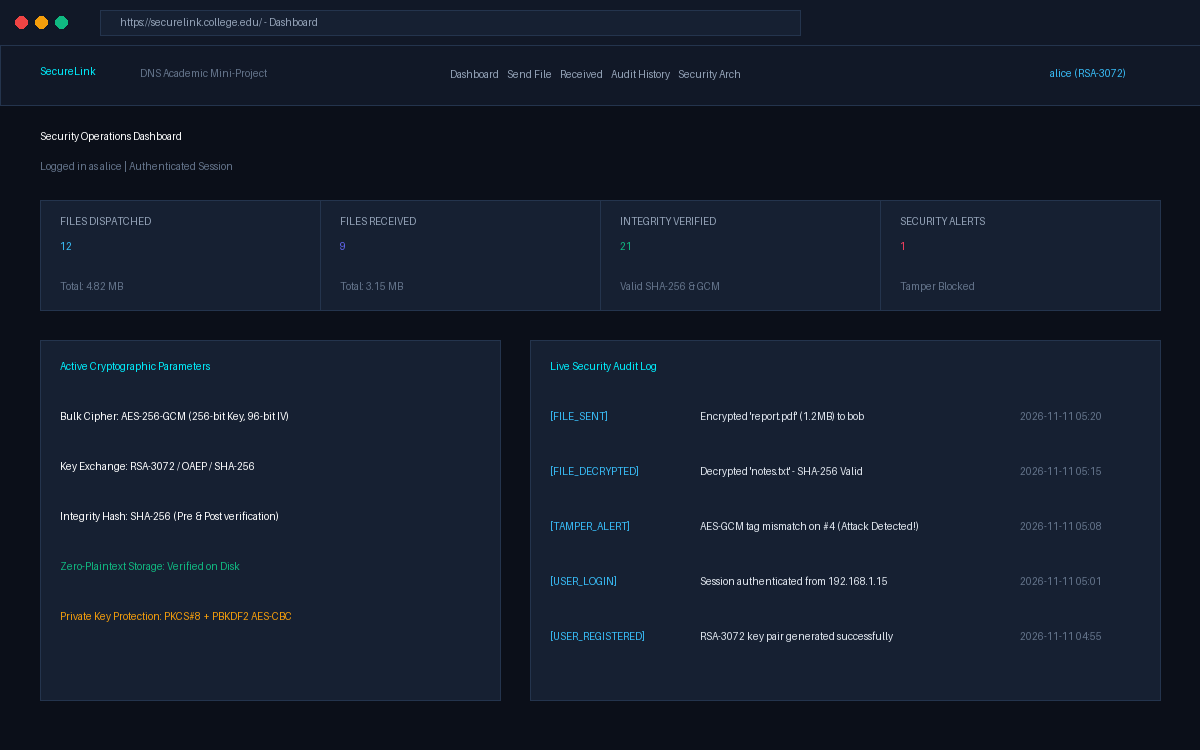 https://securelink.college.edu/ - Dashboard
SecureLink DNS Academic Mini-Project Dashboard Send File Received Audit History Security Arch alice (RSA-3072)
Security Operations Dashboard
Logged in as alice | Authenticated Session
FILES DISPATCHED
12
Total: 4.82 MB
FILES RECEIVED
9
Total: 3.15 MB
INTEGRITY VERIFIED
21
Valid SHA-256 & GCM
SECURITY ALERTS
1
Tamper Blocked
Active Cryptographic Parameters
Bulk Cipher: AES-256-GCM (256-bit Key, 96-bit IV)
Key Exchange: RSA-3072 / OAEP / SHA-256
Integrity Hash: SHA-256 (Pre & Post verification)
Zero-Plaintext Storage: Verified on Disk
Private Key Protection: PKCS#8 + PBKDF2 AES-CBC
Live Security Audit Log
[FILE_SENT] Encrypted 'report.pdf' (1.2MB) to bob 2026-11-11 05:20
[FILE_DECRYPTED] Decrypted 'notes.txt' - SHA-256 Valid 2026-11-11 05:15
[TAMPER_ALERT] AES-GCM tag mismatch on #4 (Attack Detected!) 2026-11-11 05:08
[USER_LOGIN] Session authenticated from 192.168.1.15 2026-11-11 05:01
[USER_REGISTERED] RSA-3072 key pair generated successfully 2026-11-11 04:55